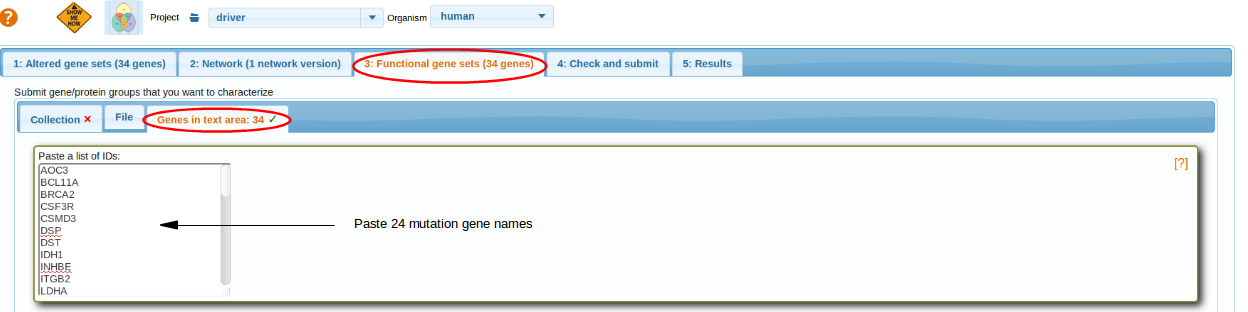 ?
SHOW ME HOW
Project
driver
Organism
human
1: Altered gene sets (34 genes)
2: Network (1 network version)
3: Functional gene sets (34 genes)
4: Check and submit
5: Results
Submit gene/protein groups that you want to characterize
Collection ×
File
Genes in text area: 34 ✓
Paste a list of IDs:
[?]
AOC3
BCL11A
BRCA2
CSF3R
CSMD3
DSP
DST
IDH1
INHBE
ITGB2
LDHA
Paste 24 mutation gene names